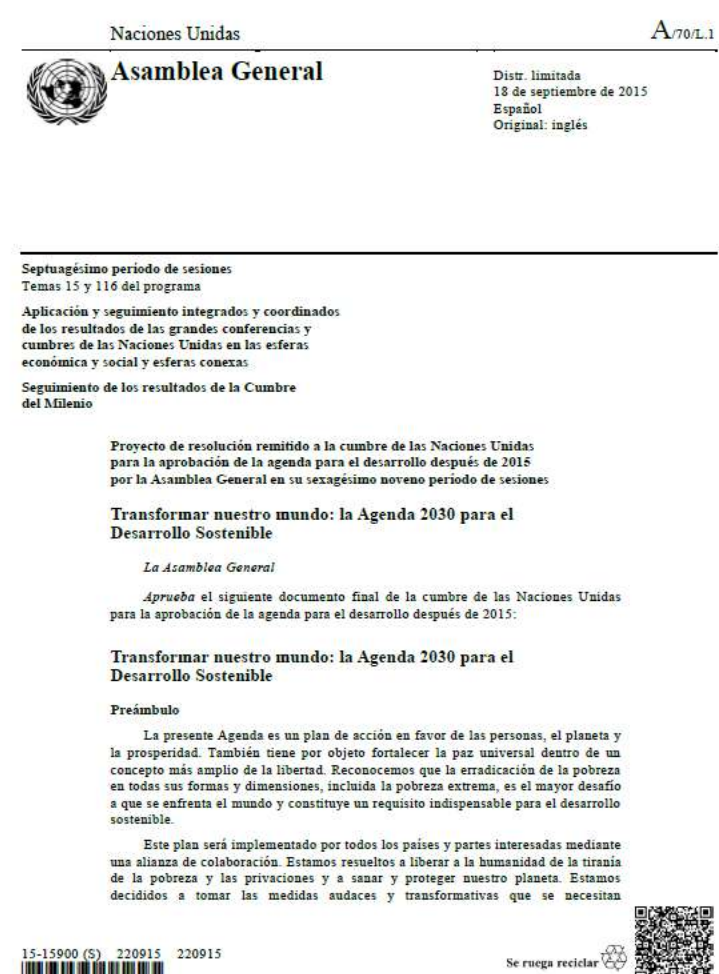 Naciones Unidas
A/70/L.1
Asamblea General
Distr. limitada
18 de septiembre de 2015
Español
Original: inglés
Septuagésimo período de sesiones
Temas 15 y 116 del programa
Aplicación y seguimiento integrados y coordinados
de los resultados de las grandes conferencias y
cumbres de las Naciones Unidas en las esferas
económica y social y esferas conexas
Seguimiento de los resultados de la Cumbre
del Milenio
Proyecto de resolución remitido a la cumbre de las Naciones Unidas
para la aprobación de la agenda para el desarrollo después de 2015
por la Asamblea General en su sexagésimo noveno período de sesiones
Transformar nuestro mundo: la Agenda 2030 para el
Desarrollo Sostenible
La Asamblea General
Aprueba el siguiente documento final de la cumbre de las Naciones Unidas
para la aprobación de la agenda para el desarrollo después de 2015:
Transformar nuestro mundo: la Agenda 2030 para el
Desarrollo Sostenible
Preámbulo
La presente Agenda es un plan de acción en favor de las personas, el planeta y
la prosperidad. También tiene por objeto fortalecer la paz universal dentro de un
concepto más amplio de la libertad. Reconocemos que la erradicación de la pobreza
en todas sus formas y dimensiones, incluida la pobreza extrema, es el mayor desafío
a que se enfrenta el mundo y constituye un requisito indispensable para el desarrollo
sostenible.
Este plan será implementado por todos los países y partes interesadas mediante
una alianza de colaboración. Estamos resueltos a liberar a la humanidad de la tiranía
de la pobreza y las privaciones y a sanar y proteger nuestro planeta. Estamos
decididos a tomar las medidas audaces y transformativas que se necesitan
15-15900 (S) 220915 220915
Se ruega reciclar